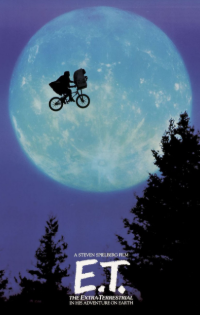 A STEVEN SPIELBERG FILM
E.T.
THE EXTRA-TERRESTRIAL
IN HIS ADVENTURE ON EARTH